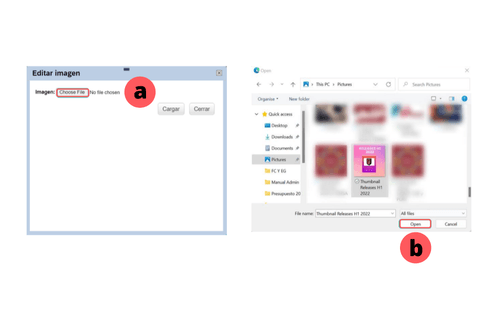 Editar imagen
Imagen: Choose File No file chosen
a
Cargar Cerrar
Open
This PC > Pictures
Search Pictures
Organize New folder
Quick access
Desktop
Downloads
Documents
Pictures
FC Y EG
Manual Admin
Presupuesto 20
Thumbnail
Releases H1
2022
File name: Thumbnail Releases H1 2022 All files
Open Cancel
b